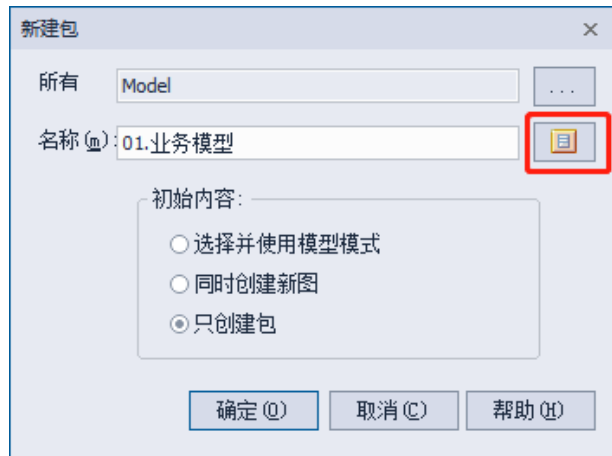 新建包
所有 Model ...
名称(m): 01.业务模型
初始内容:
选择并使用模型模式
同时创建新图
只创建包
确定(O) 取消(C) 帮助(H)